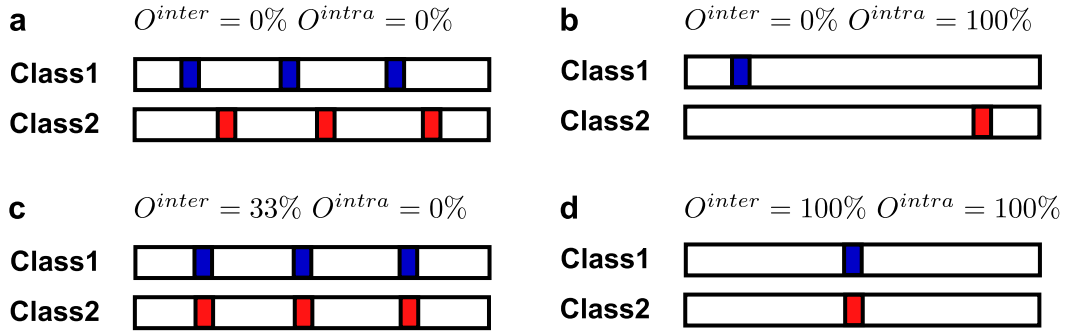 a
O^{inter} = 0% O^{intra} = 0%
Class1
Class2
b
O^{inter} = 0% O^{intra} = 100%
Class1
Class2
c
O^{inter} = 33% O^{intra} = 0%
Class1
Class2
d
O^{inter} = 100% O^{intra} = 100%
Class1
Class2